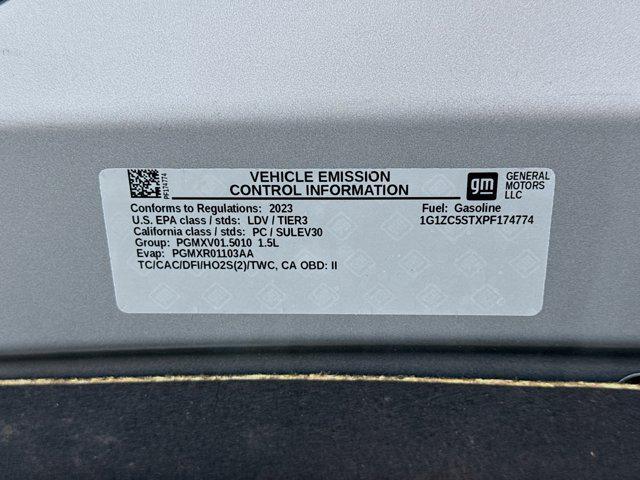 PF174774
VEHICLE EMISSION
CONTROL INFORMATION
gm
GENERAL
MOTORS
LLC
Conforms to Regulations: 2023
Fuel: Gasoline
U.S. EPA class / stds: LDV / TIER3
1G1ZC5STXPF174774
California class / stds: PC / SULEV30
Group: PGMXV01.5010 1.5L
Evap: PGMXR01103AA
TC/CAC/DFI/HO2S(2)/TWC, CA OBD: II